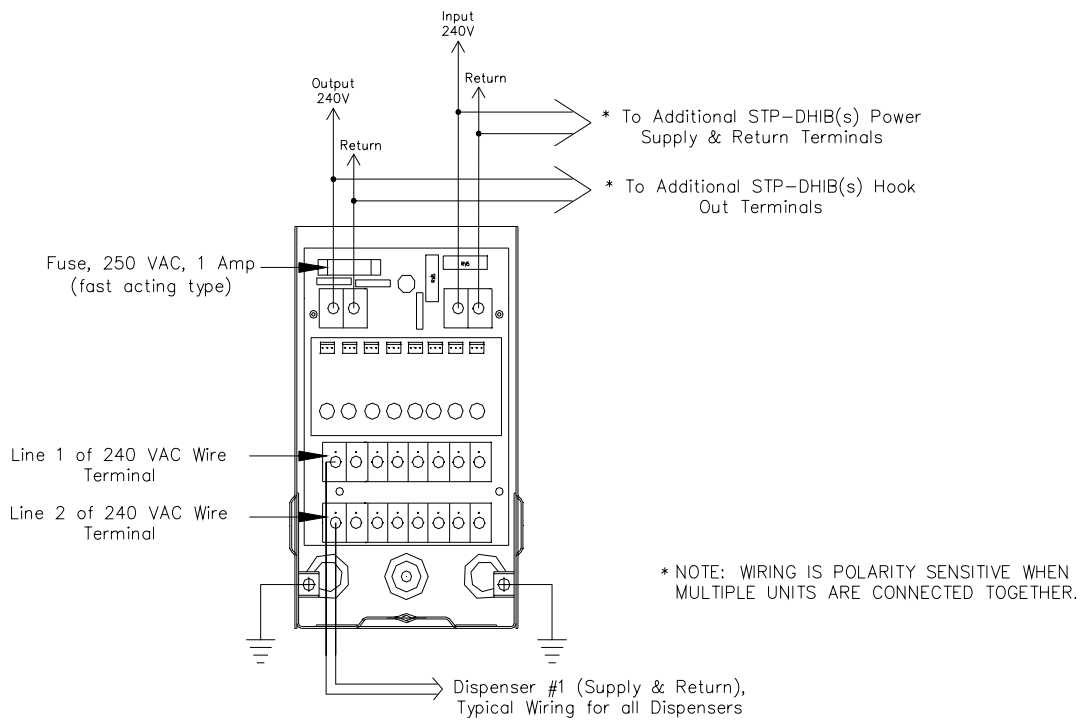 Input
240V
Output
240V
Return
Return
* To Additional STP-DHIB(s) Power
Supply & Return Terminals
* To Additional STP-DHIB(s) Hook
Out Terminals
Fuse, 250 VAC, 1 Amp
(fast acting type)
Line 1 of 240 VAC Wire
Terminal
Line 2 of 240 VAC Wire
Terminal
* NOTE: WIRING IS POLARITY SENSITIVE WHEN
MULTIPLE UNITS ARE CONNECTED TOGETHER.
Dispenser #1 (Supply & Return),
Typical Wiring for all Dispensers